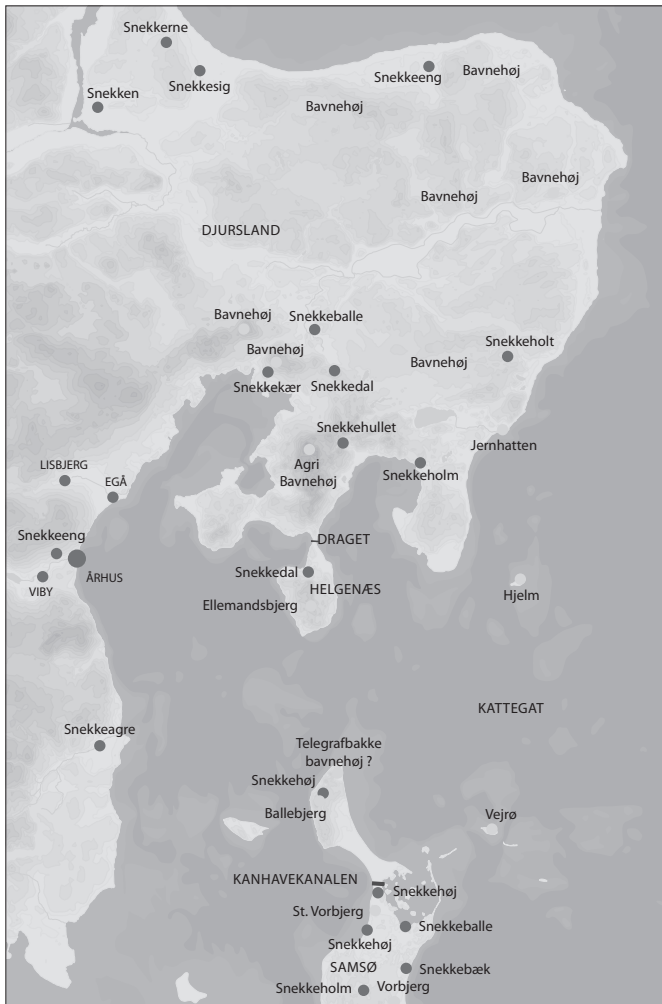 Snekkerne
Snekkesig
Snekken
Snekkeeng
Bavnehøj
Bavnehøj
Bavnehøj
Bavnehøj
DJURSLAND
Bavnehøj
Snekkeballe
Bavnehøj
Snekkekær
Snekkedal
Bavnehøj
Snekkeholt
Snekkehullet
Agri
Bavnehøj
Jernhatten
Snekkeholm
LISBJERG
EGÅ
Snekkeeng
ÅRHUS
VIBY
DRAGET
Snekkedal
HELGENÆS
Ellemandsbjerg
Hjelm
KATTEGAT
Snekkeagre
Telegrafbakke
bavnehøj ?
Snekkehøj
Ballebjerg
Vejrø
KANHAVEKANALEN
Snekkehøj
St. Vorbjerg
Snekkeballe
Snekkehøj
SAMSØ
Snekkebæk
Snekkeholm
Vorbjerg